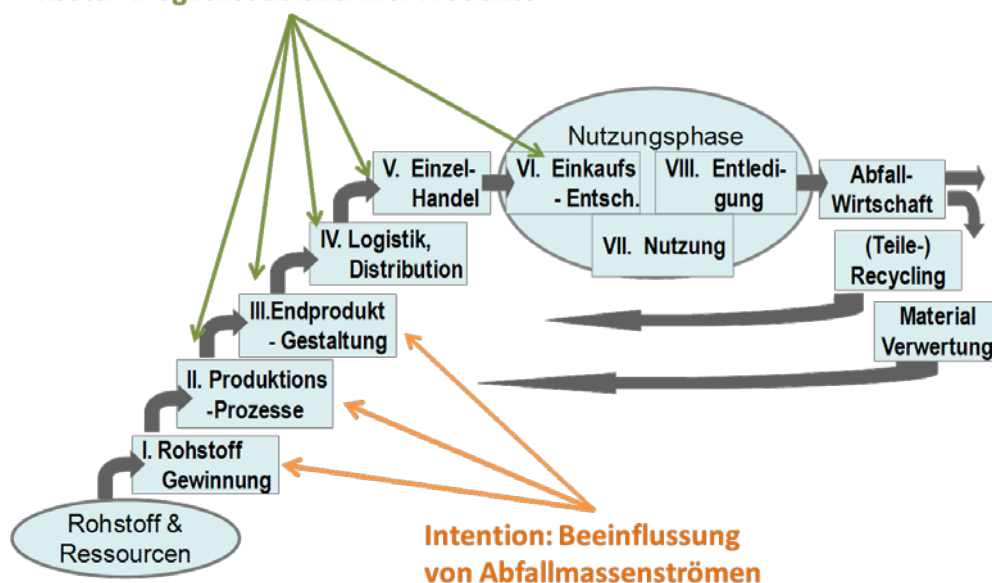 Nutzungsphase
V. Einzel-
Handel
VI. Einkaufs
- Entsch.
VIII. Entledi-
gung
Abfall-
Wirtschaft
VII. Nutzung
IV. Logistik,
Distribution
(Teile-)
Recycling
III.Endprodukt
- Gestaltung
Material
Verwertung
II. Produktions
-Prozesse
I. Rohstoff
Gewinnung
Rohstoff &
Ressourcen
Intention: Beeinflussung
von Abfallmassenströmen